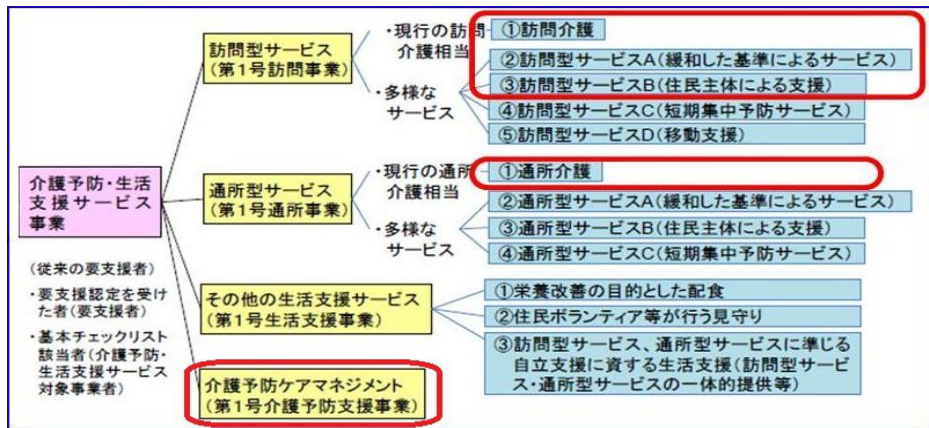 介護予防・生活
支援サービス
事業
(従来の要支援者)
・要支援認定を受け
た者(要支援者)
・基本チェックリスト
該当者(介護予防・
生活支援サービス
対象事業者)
訪問型サービス
(第1号訪問事業)
・現行の訪問
介護相当
①訪問介護
・多様な
サービス
②訪問型サービスA(緩和した基準によるサービス)
③訪問型サービスB(住民主体による支援)
④訪問型サービスC(短期集中予防サービス)
⑤訪問型サービスD(移動支援)
通所型サービス
(第1号通所事業)
・現行の通所
介護相当
①通所介護
・多様な
サービス
②通所型サービスA(緩和した基準によるサービス)
③通所型サービスB(住民主体による支援)
④通所型サービスC(短期集中予防サービス)
その他の生活支援サービス
(第1号生活支援事業)
①栄養改善の目的とした配食
②住民ボランティア等が行う見守り
③訪問型サービス、通所型サービスに準じる
自立支援に資する生活支援(訪問型サービ
ス・通所型サービスの一体的提供等)
介護予防ケアマネジメント
(第1号介護予防支援事業)